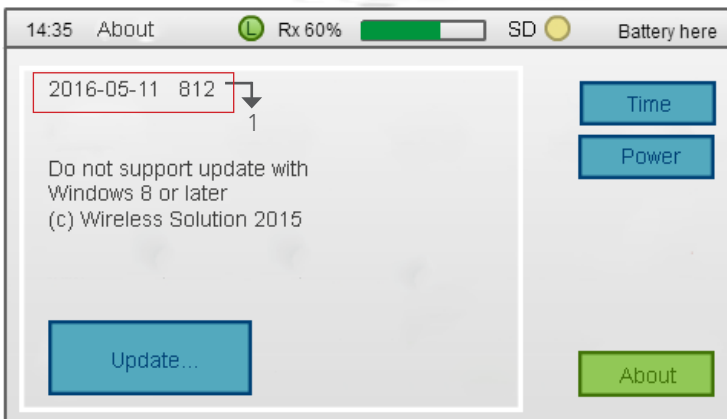 14:35 About L Rx 60% SD Battery here
2016-05-11 812
1
Time
Power
Do not support update with
Windows 8 or later
(c) Wireless Solution 2015
Update...
About